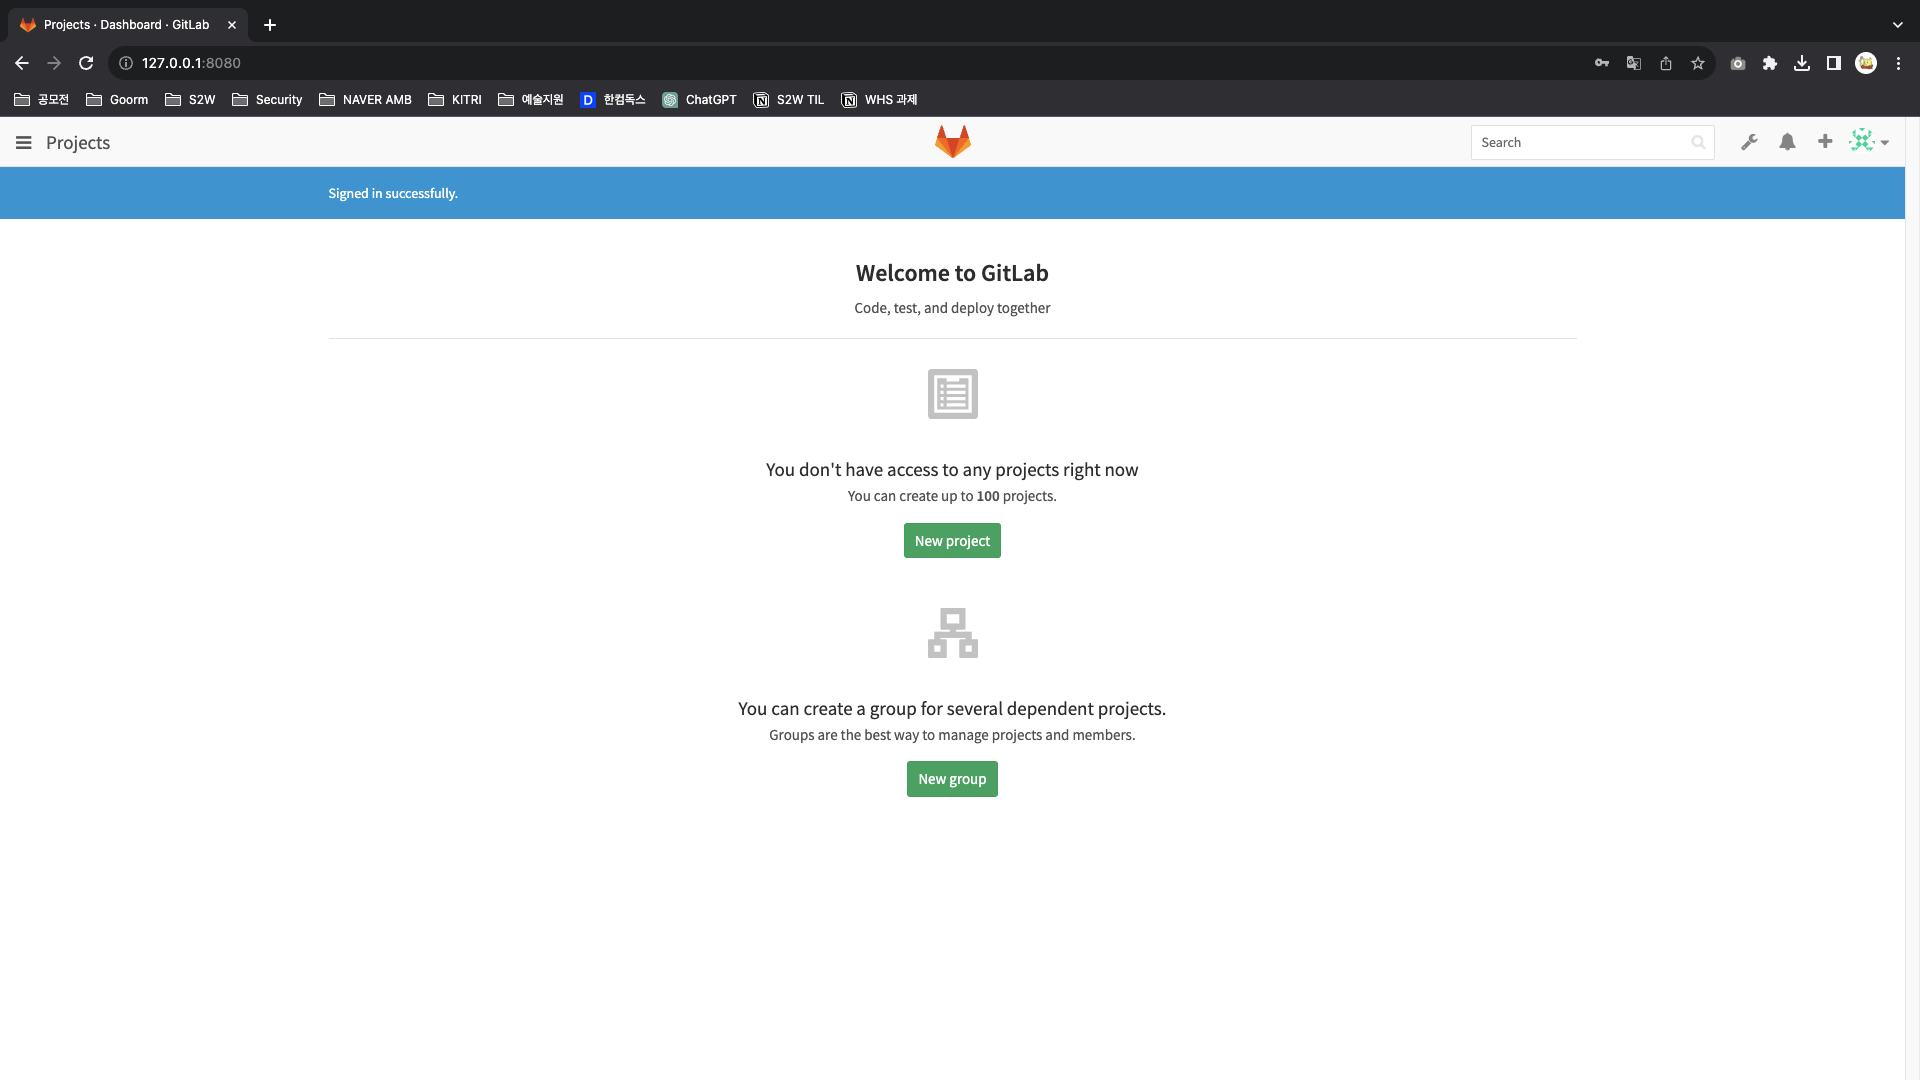 Projects · Dashboard · GitLab
127.0.0.1:8080
공모전 Goorm S2W Security NAVER AMB KITRI 예술지원 D 한컴독스 ChatGPT S2W TIL WHS 과제
Projects
Search
Signed in successfully.
Welcome to GitLab
Code, test, and deploy together
You don't have access to any projects right now
You can create up to 100 projects.
New project
You can create a group for several dependent projects.
Groups are the best way to manage projects and members.
New group